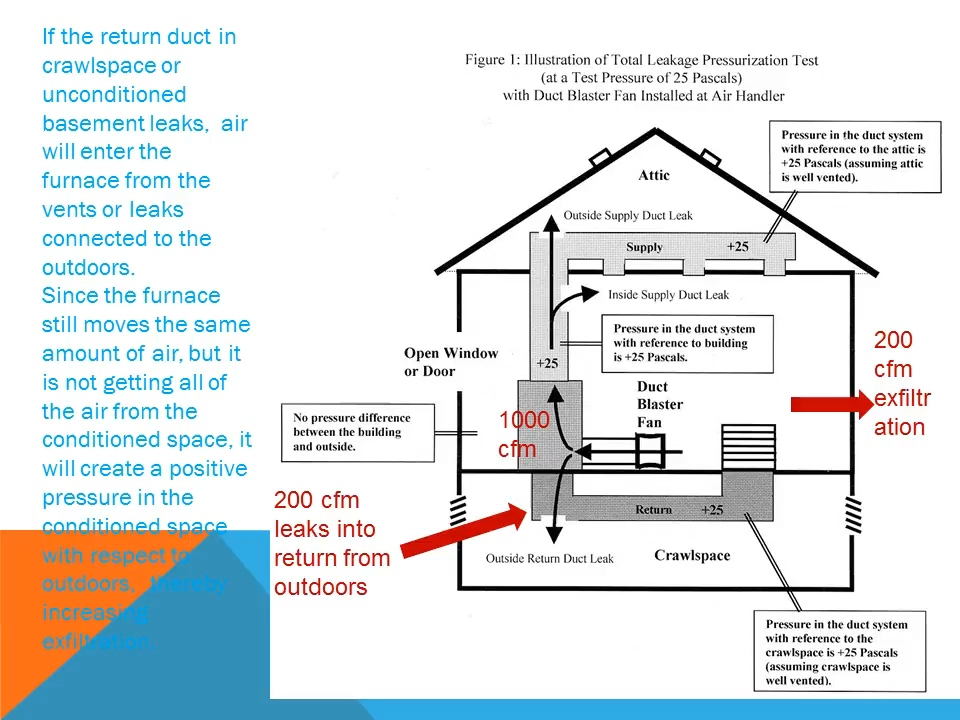 If the return duct in
crawlspace or
unconditioned
basement leaks, air
will enter the
furnace from the
vents or leaks
connected to the
outdoors.
Since the furnace
still moves the same
amount of air, but it
is not getting all of
the air from the
conditioned space, it
will create a positive
pressure in the
conditioned space
with respect to
outdoors, thereby
increasing
exfiltration.
Figure 1: Illustration of Total Leakage Pressurization Test
(at a Test Pressure of 25 Pascals)
with Duct Blaster Fan Installed at Air Handler
Pressure in the duct system
with reference to the attic is
+25 Pascals (assuming attic
is well vented).
Attic
Outside Supply Duct Leak
Supply +25
Inside Supply Duct Leak
Pressure in the duct system
with reference to building
is +25 Pascals.
Open Window
or Door
+25
200
cfm
exfiltr
ation
Duct
Blaster
Fan
No pressure difference
between the building
and outside.
1000
cfm
200 cfm
leaks into
return from
outdoors
Return +25
Outside Return Duct Leak
Crawlspace
Pressure in the duct system
with reference to the
crawlspace is +25 Pascals
(assuming crawlspace is
well vented).